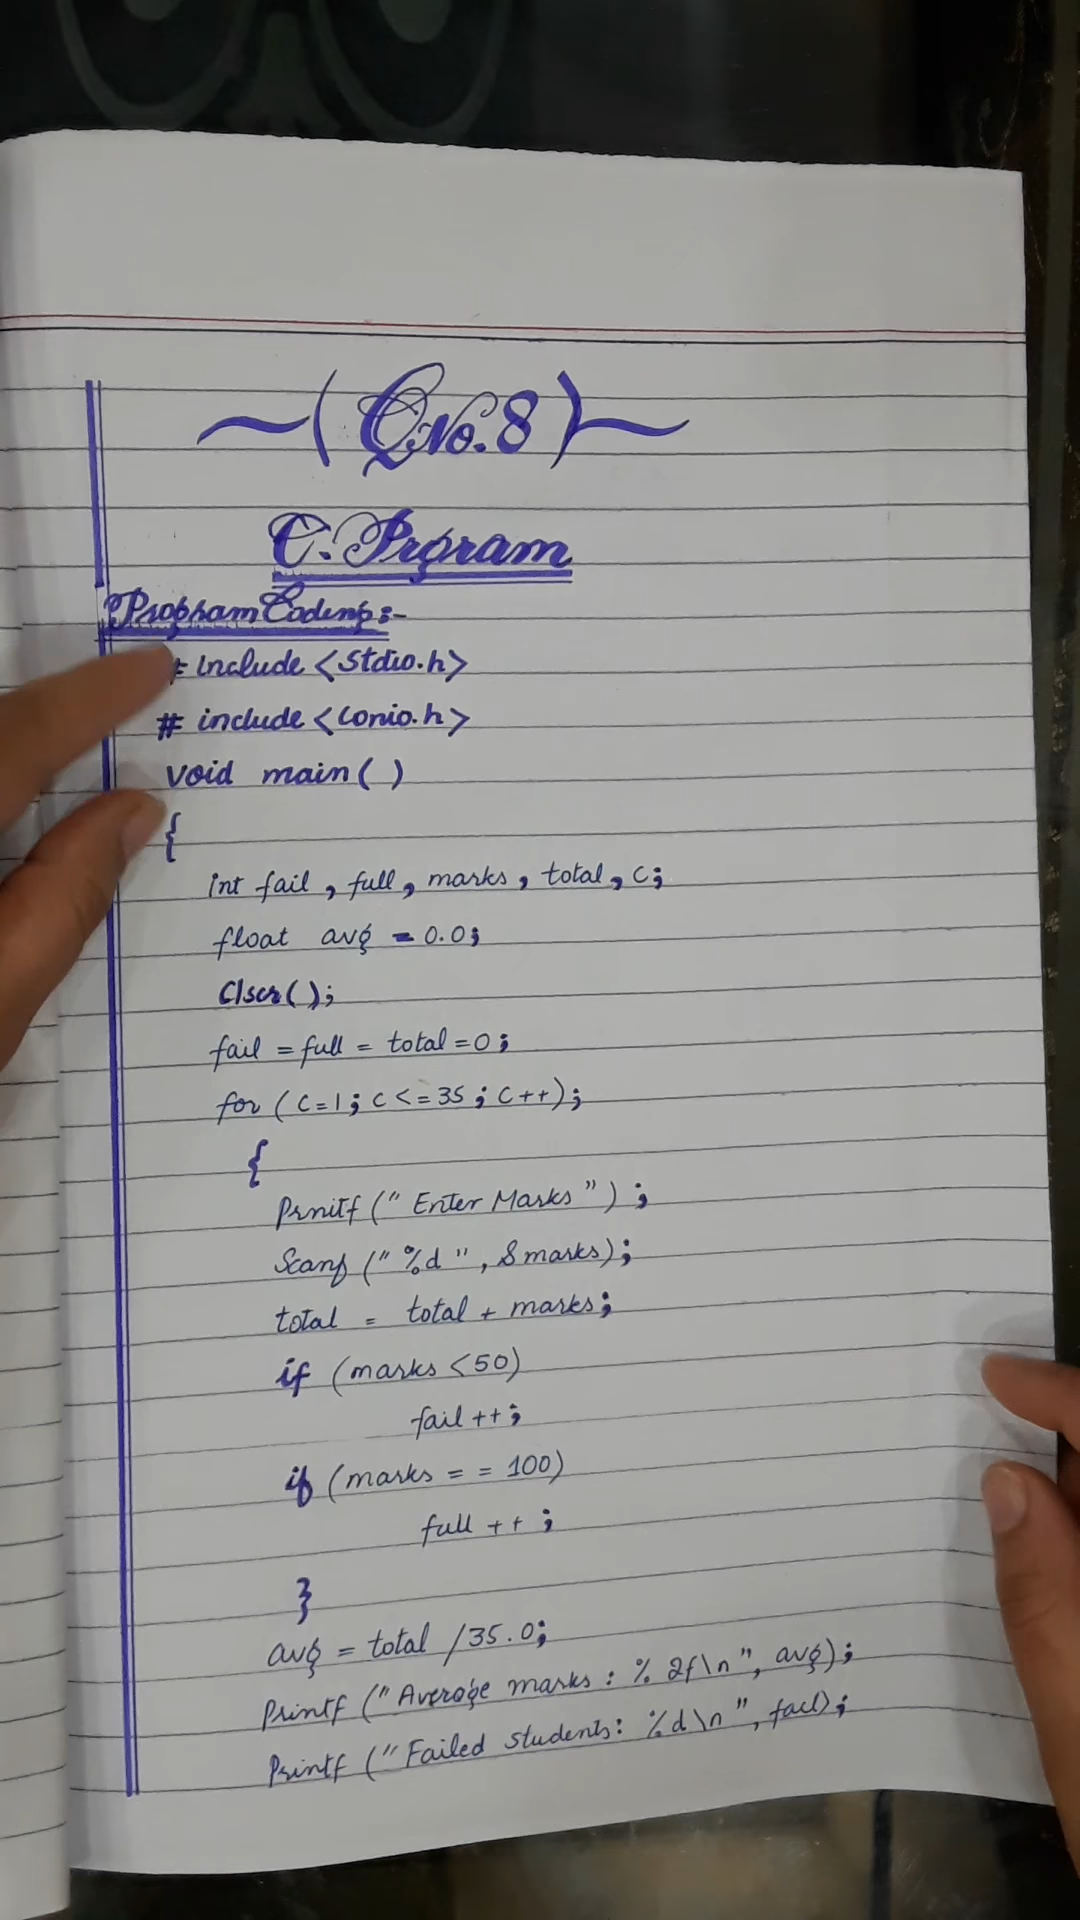 ~( Q No. 8 )~
C. Program
Program Coding:-
# Include <Stdio.h>
# include <Conio.h>
void main ( )
{
int fail, full, marks, total, C;
float avg = 0.0;
Clscr();
fail = full = total = 0;
for (C=1; C<=35; C++);
{
Prnitf (" Enter Marks ");
Scanf (" %d ", &marks);
total = total + marks;
if (marks <50)
fail ++;
if (marks = = 100)
full ++;
}
avg = total /35.0;
Printf ("Average marks : % 2f\n", avg);
Printf ("Failed students: %d\n", fail);